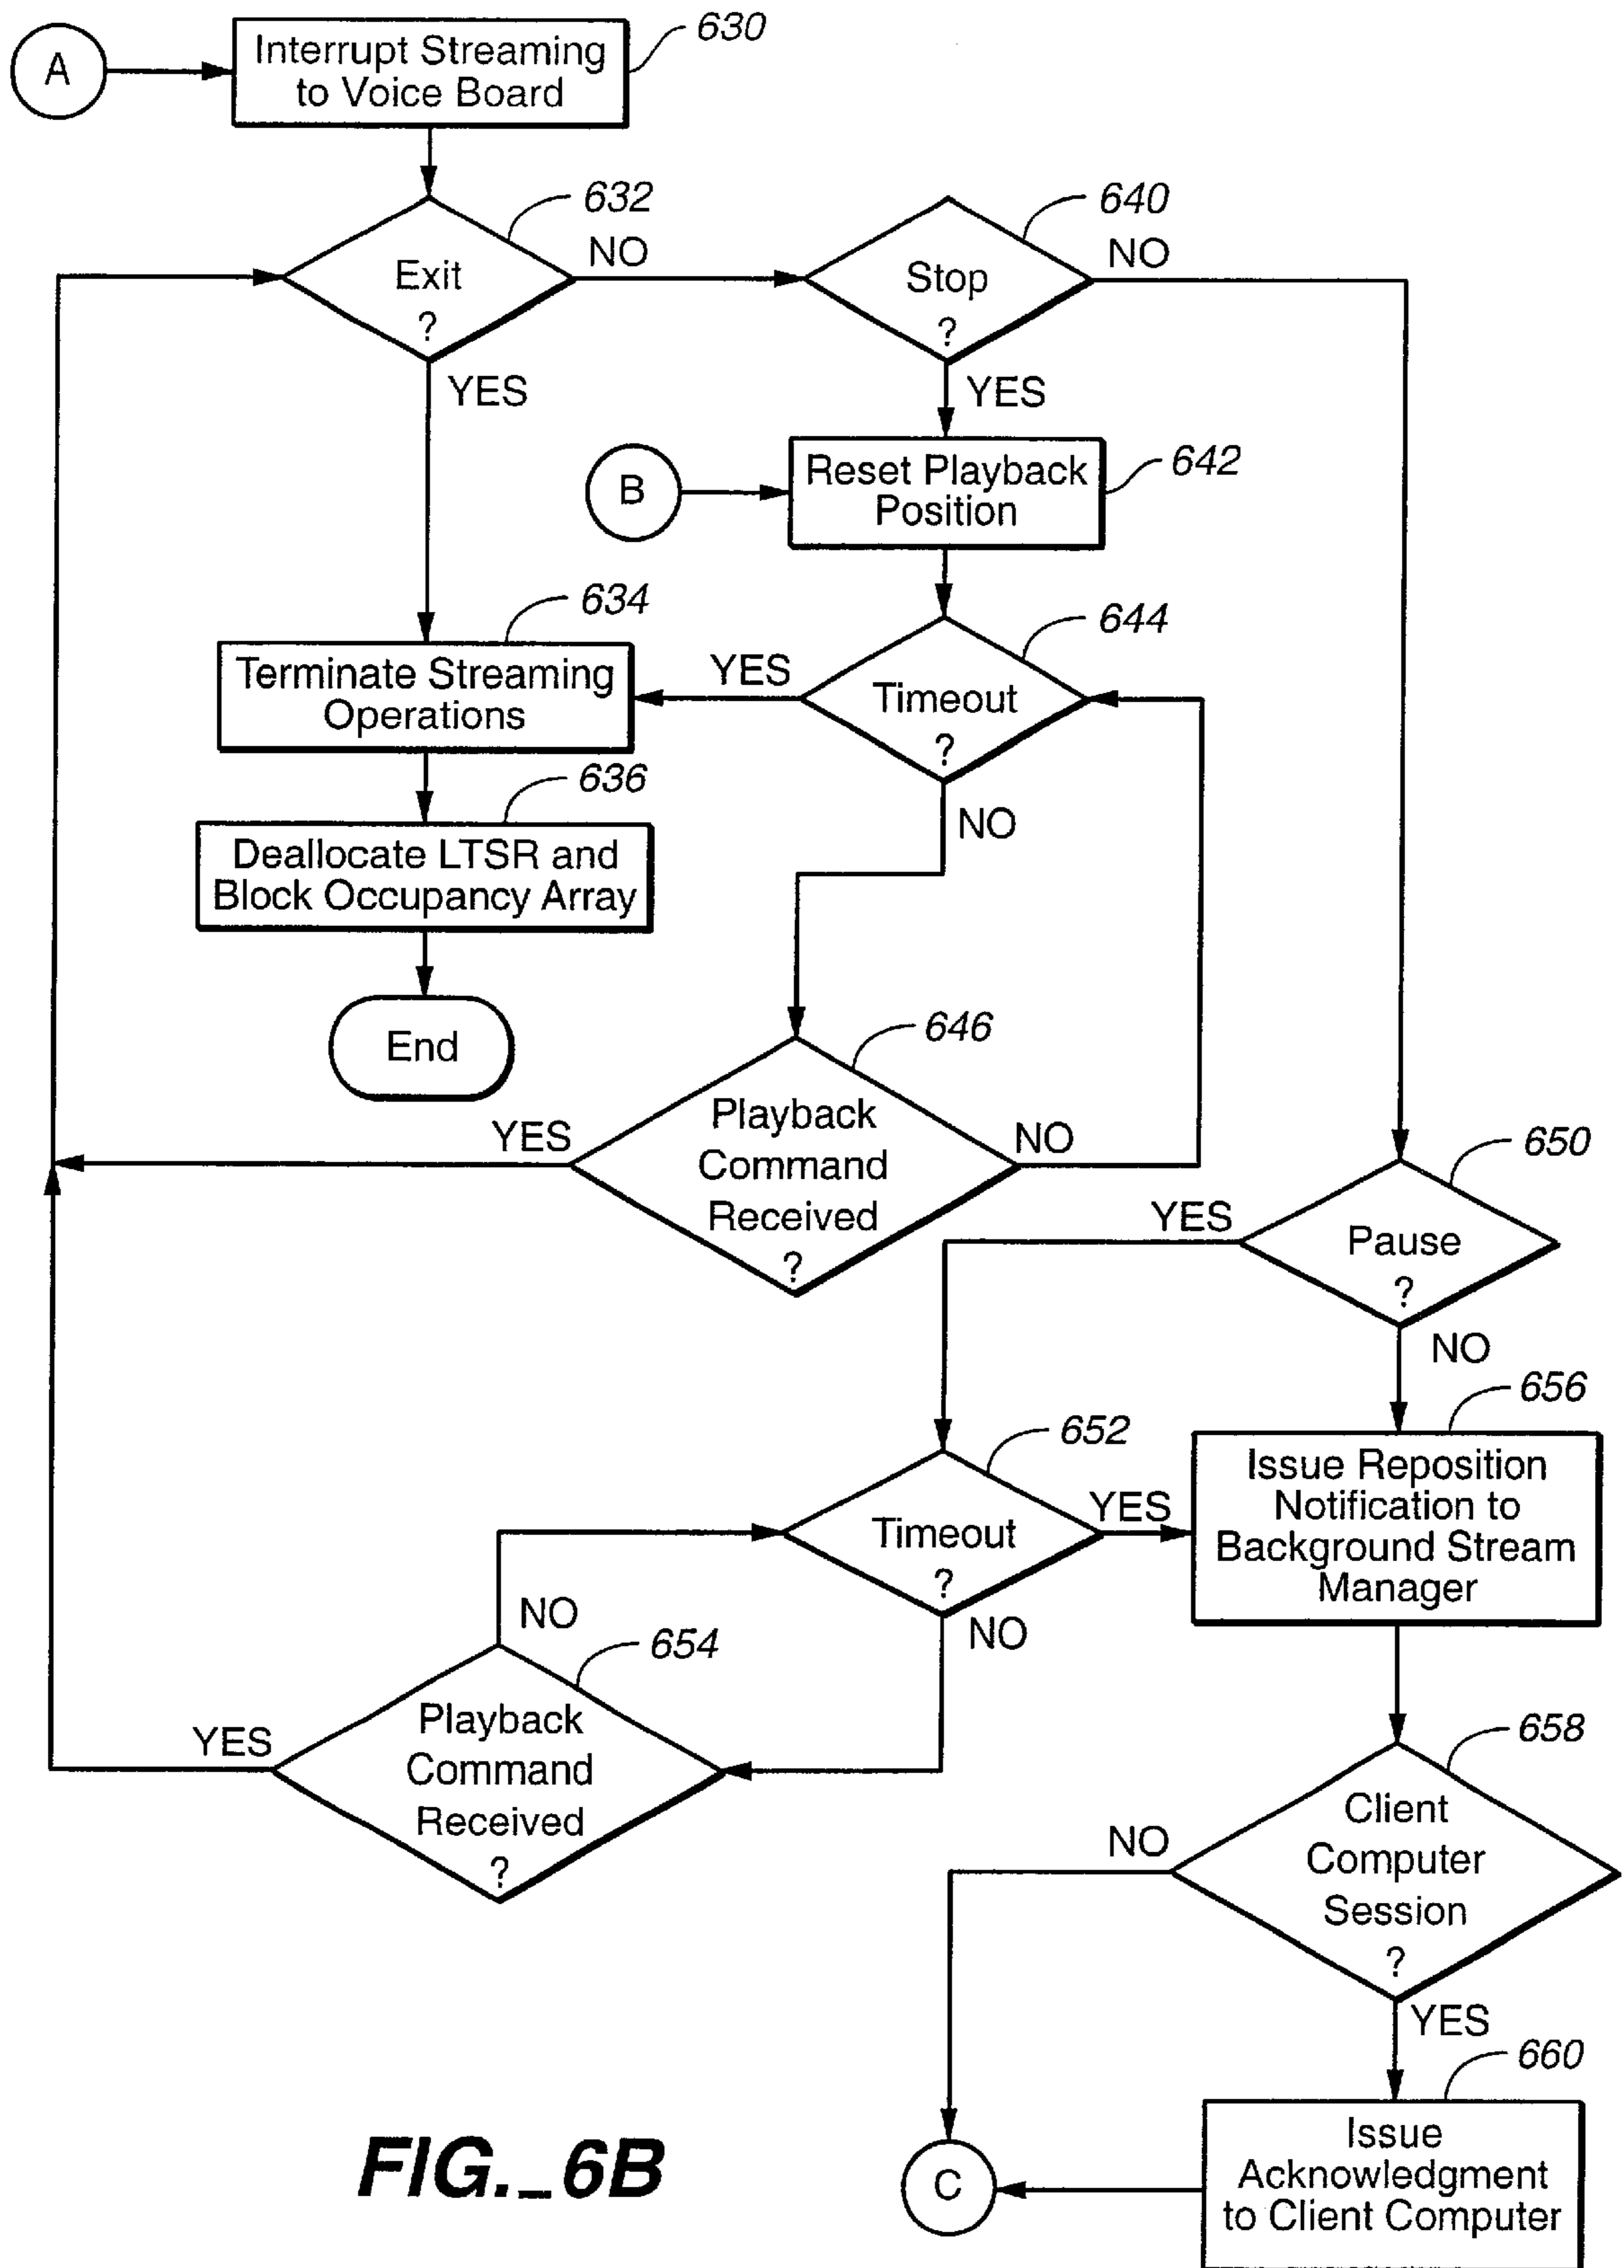 A
Interrupt Streaming
to Voice Board
630
632
Exit
?
NO
YES
640
Stop
?
NO
YES
B
Reset Playback
Position
642
634
Terminate Streaming
Operations
YES
644
Timeout
?
NO
636
Deallocate LTSR and
Block Occupancy Array
End
646
Playback
Command
Received
?
YES
NO
650
Pause
?
YES
NO
656
Issue Reposition
Notification to
Background Stream
Manager
652
Timeout
?
YES
NO
654
Playback
Command
Received
?
NO
YES
658
Client
Computer
Session
?
NO
YES
660
Issue
Acknowledgment
to Client Computer
C
FIG._6B